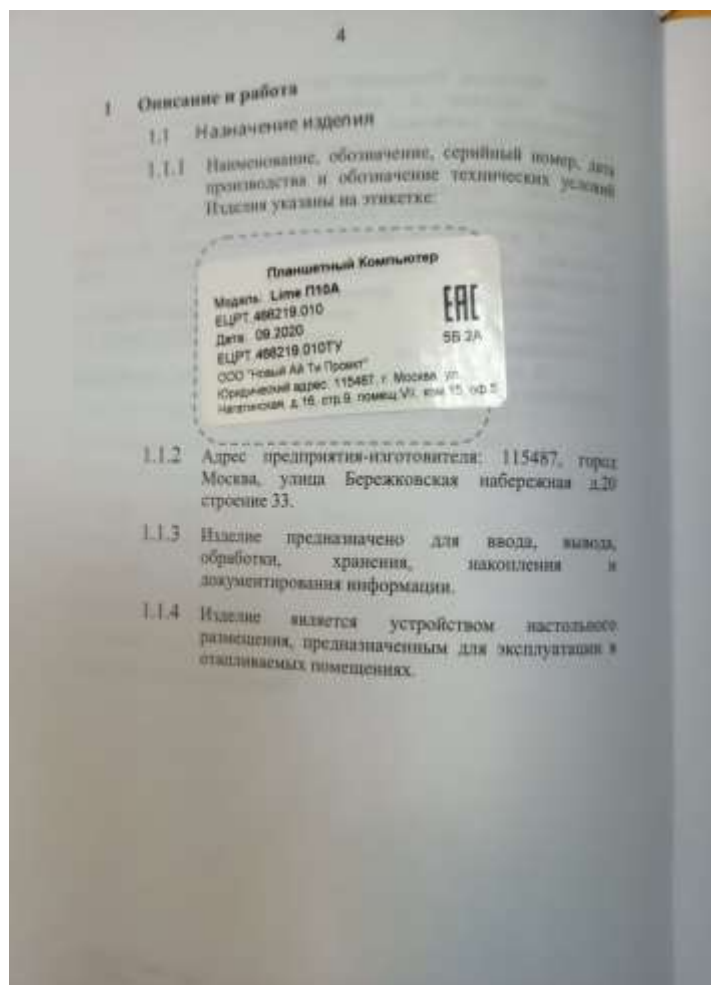 4
1 Описание и работа
1.1 Назначение изделия
1.1.1 Наименование, обозначение, серийный номер, дата
производства и обозначение технических условий
Изделия указаны на этикетке:
Планшетный Компьютер
Модель: Lime П10А
ЕЦРТ.466219.010
Дата: 09.2020
ЕЦРТ.466219.010ТУ
ООО "Новый Ай Ти Проект"
Юридический адрес: 115487, г. Москва, ул.
Нагатинская, д.16, стр.9, помещ.VII, ком.15, оф.5
EAC
5Б 2А
1.1.2 Адрес предприятия-изготовителя: 115487, город
Москва, улица Бережковская набережная д.20
строение 33.
1.1.3 Изделие предназначено для ввода, вывода,
обработки, хранения, накопления и
документирования информации.
1.1.4 Изделие является устройством настольного
размещения, предназначенным для эксплуатации в
отапливаемых помещениях.